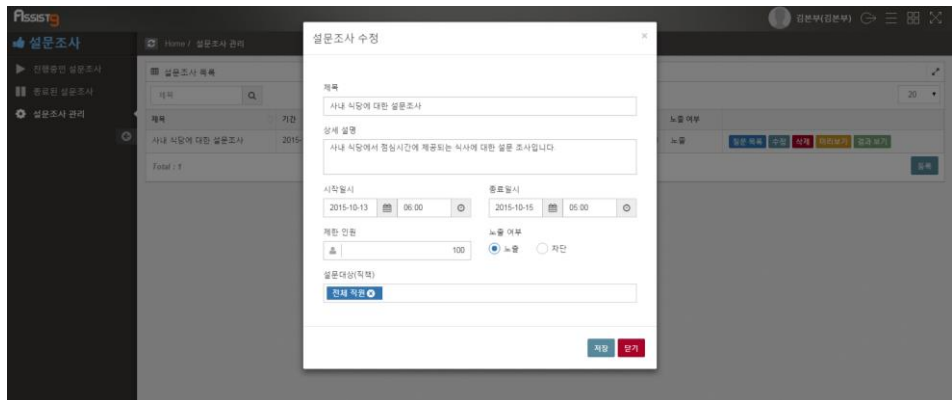 Assist9
김본부(김본부)
설문조사
Home / 설문조사 관리
진행중인 설문조사
종료된 설문조사
설문조사 관리
설문조사 목록
제목
20
제목
기간
노출 여부
사내 식당에 대한 설문조사
2015-
노출
질문 목록
수정
삭제
미리보기
결과 보기
Total : 1
등록
설문조사 수정
×
제목
사내 식당에 대한 설문조사
상세 설명
사내 식당에서 점심시간에 제공되는 식사에 대한 설문 조사입니다
시작일시
종료일시
2015-10-13
06:00
2015-10-15
05:00
제한 인원
노출 여부
100
노출
차단
설문대상(직책)
전체 직원
저장
닫기